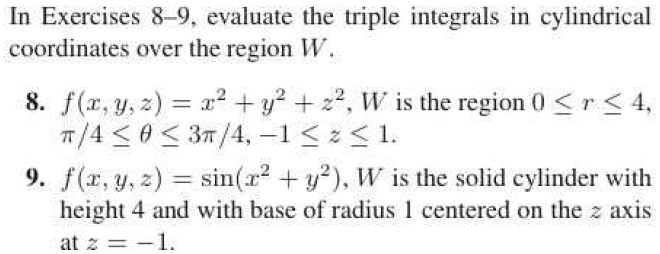 In Exercises 8–9, evaluate the triple integrals in cylindrical
coordinates over the region W.
8. f(x, y, z) = x² + y² + z², W is the region 0 ≤ r ≤ 4,
π/4 ≤ θ ≤ 3π/4, −1 ≤ z ≤ 1.
9. f(x, y, z) = sin(x² + y²), W is the solid cylinder with
height 4 and with base of radius 1 centered on the z axis
at z = −1.